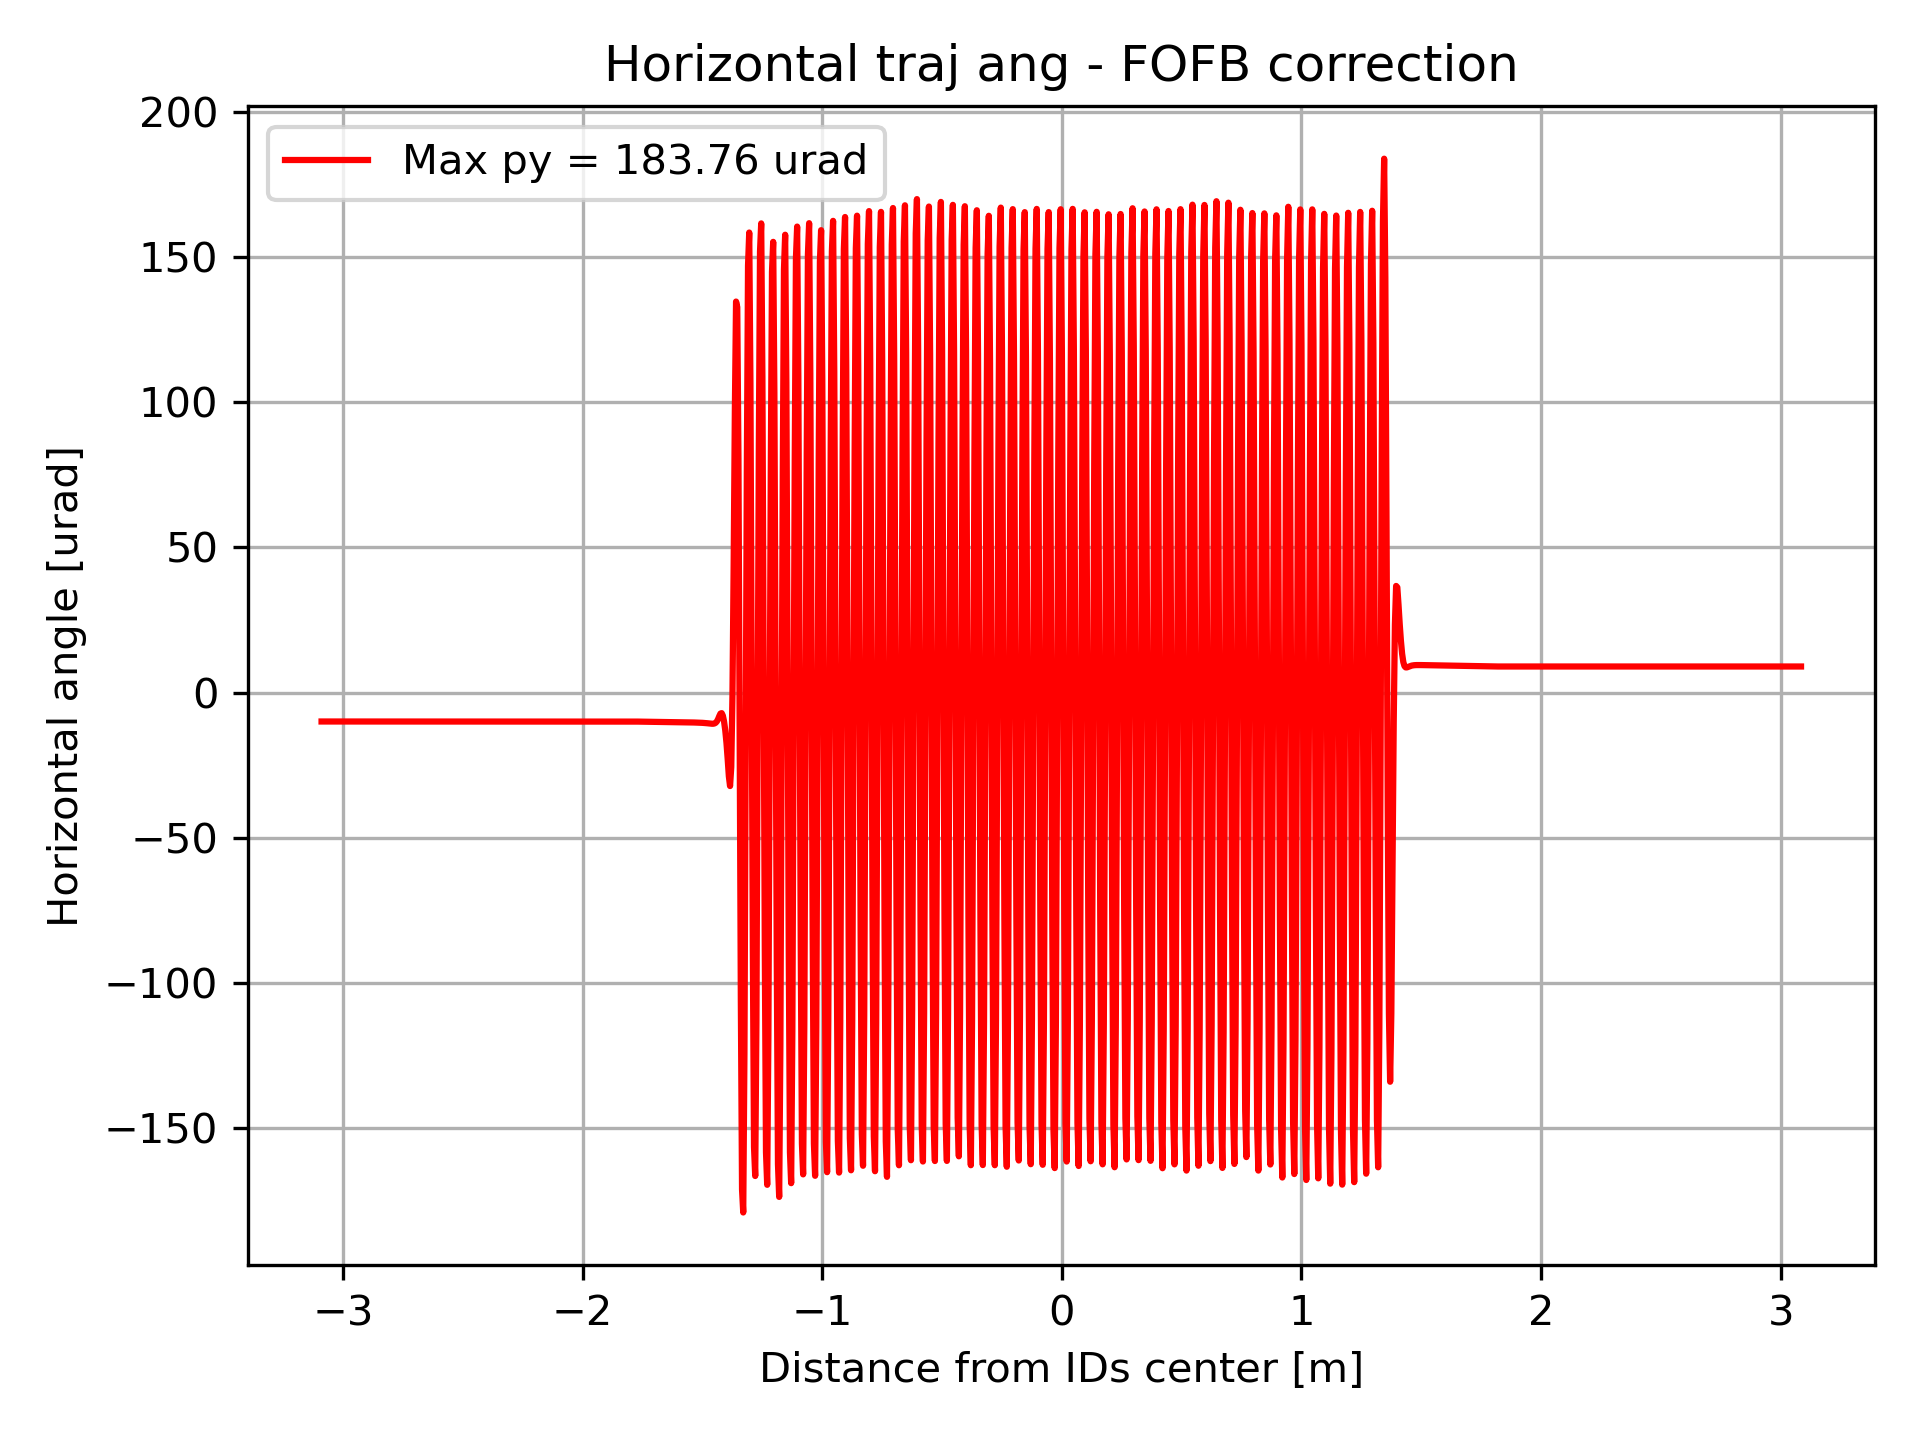 Horizontal traj ang - FOFB correction
Max py = 183.76 urad
Horizontal angle [urad]
200
150
100
50
0
−50
−100
−150
−3 −2 −1 0 1 2 3
Distance from IDs center [m]